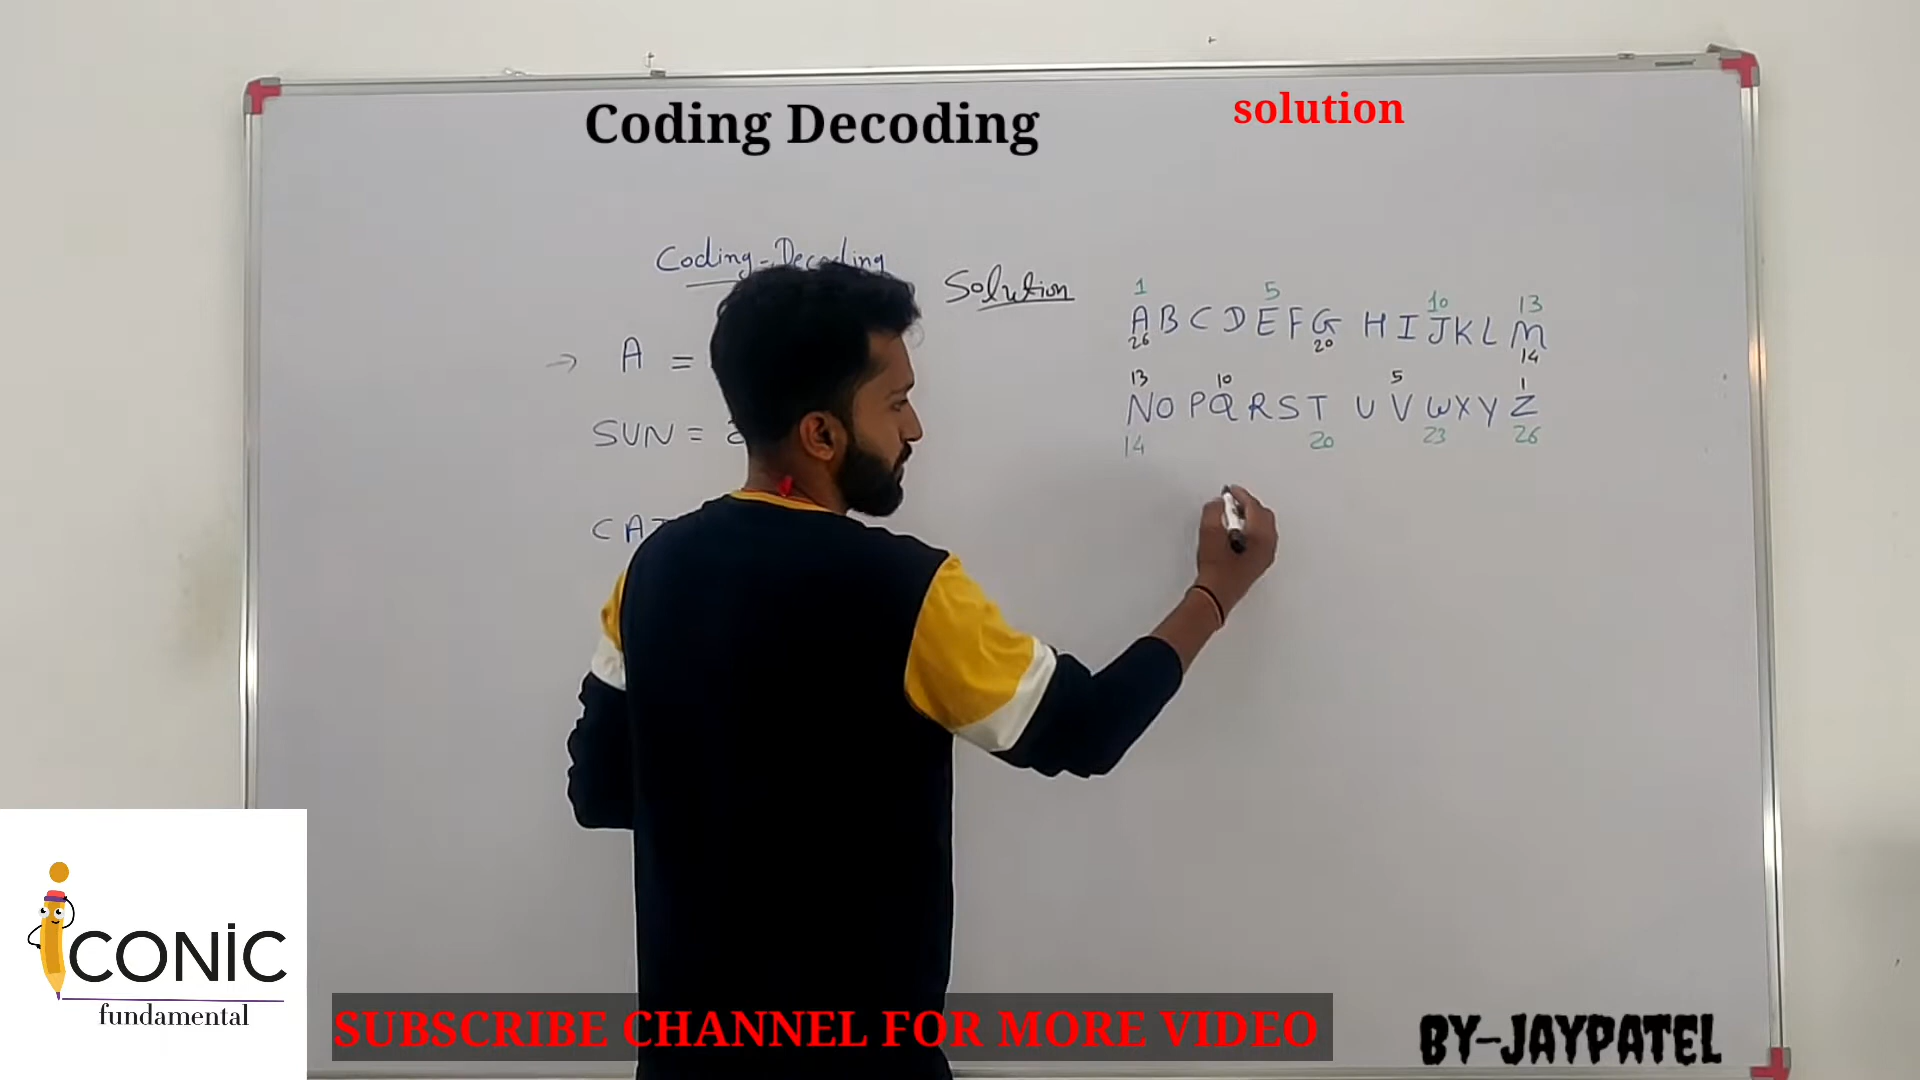 Coding Decoding
solution
Coding-Decoding
Solution
→ A =
SUN =
CAT
1 5 10 13
A B C D E F G H I J K L M
26 20 14
13 10 5 1
N O P Q R S T U V W X Y Z
14 20 23 26
iCONiC
fundamental
SUBSCRIBE CHANNEL FOR MORE VIDEO
BY-JAYPATEL